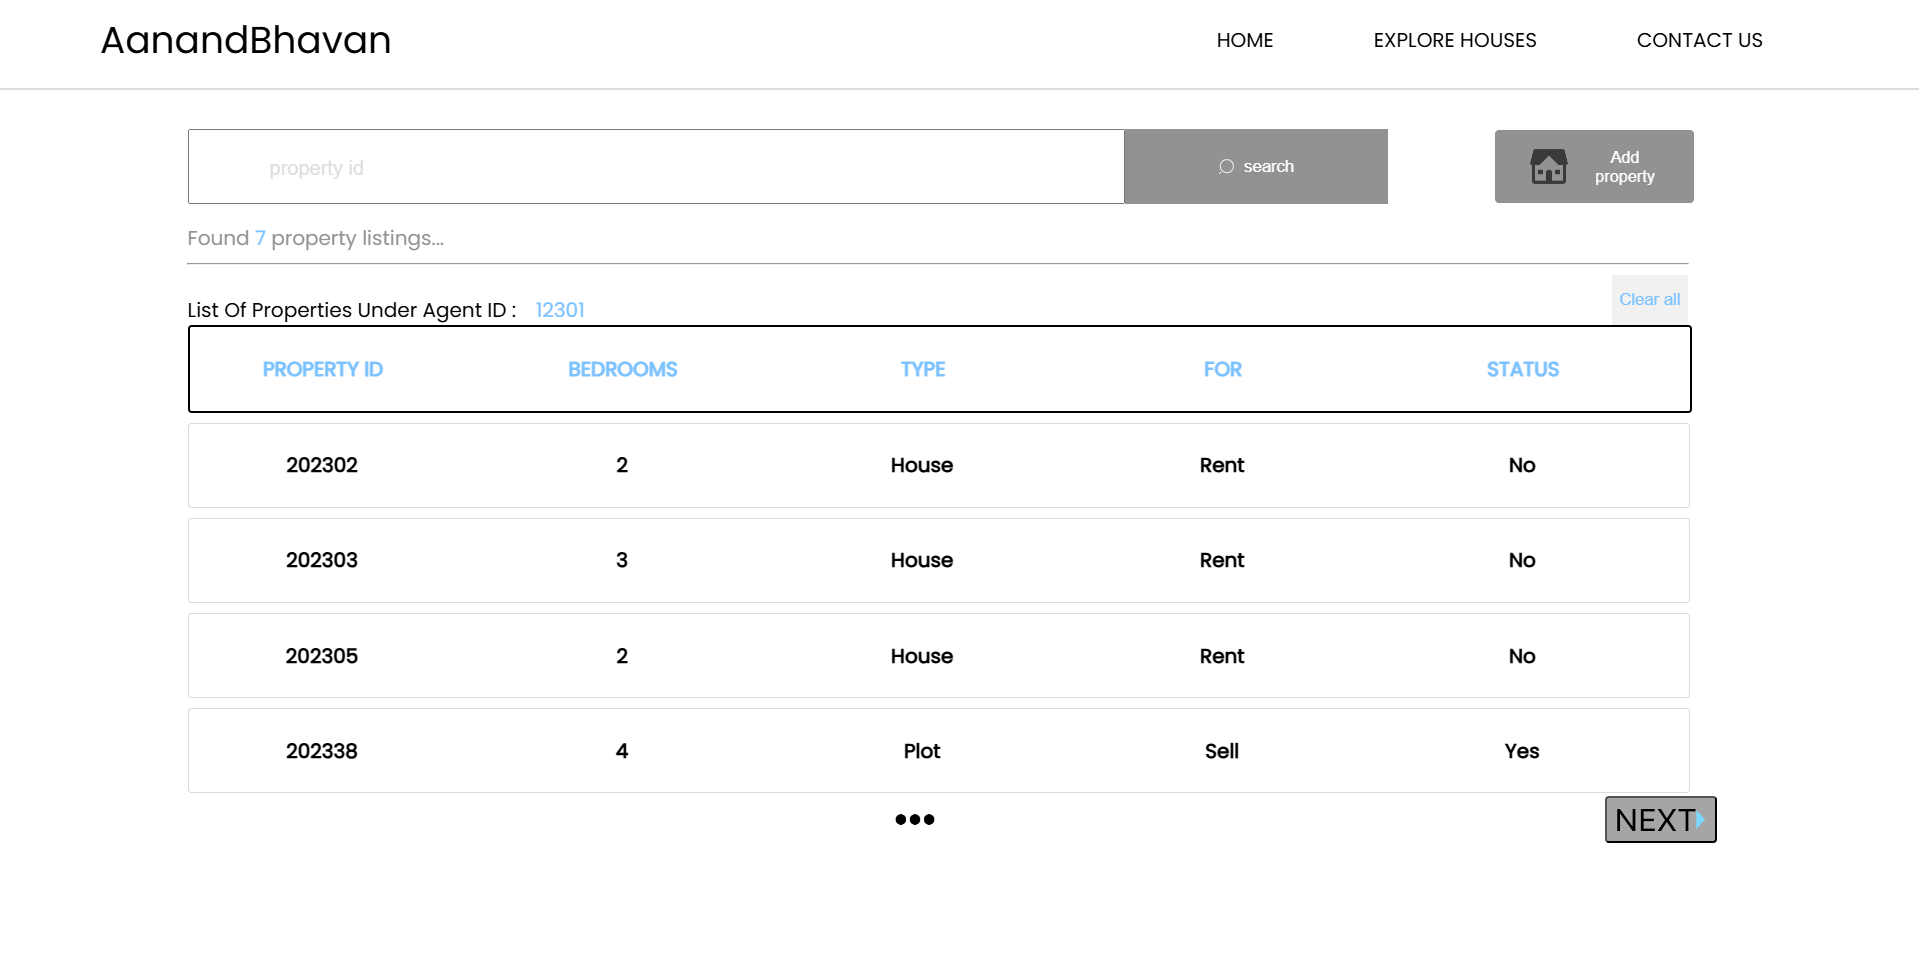 AanandBhavan HOME EXPLORE HOUSES CONTACT US
property id search Add property
Found 7 property listings...
Clear all
List Of Properties Under Agent ID : 12301
PROPERTY ID BEDROOMS TYPE FOR STATUS
202302 2 House Rent No
202303 3 House Rent No
202305 2 House Rent No
202338 4 Plot Sell Yes
••• NEXT